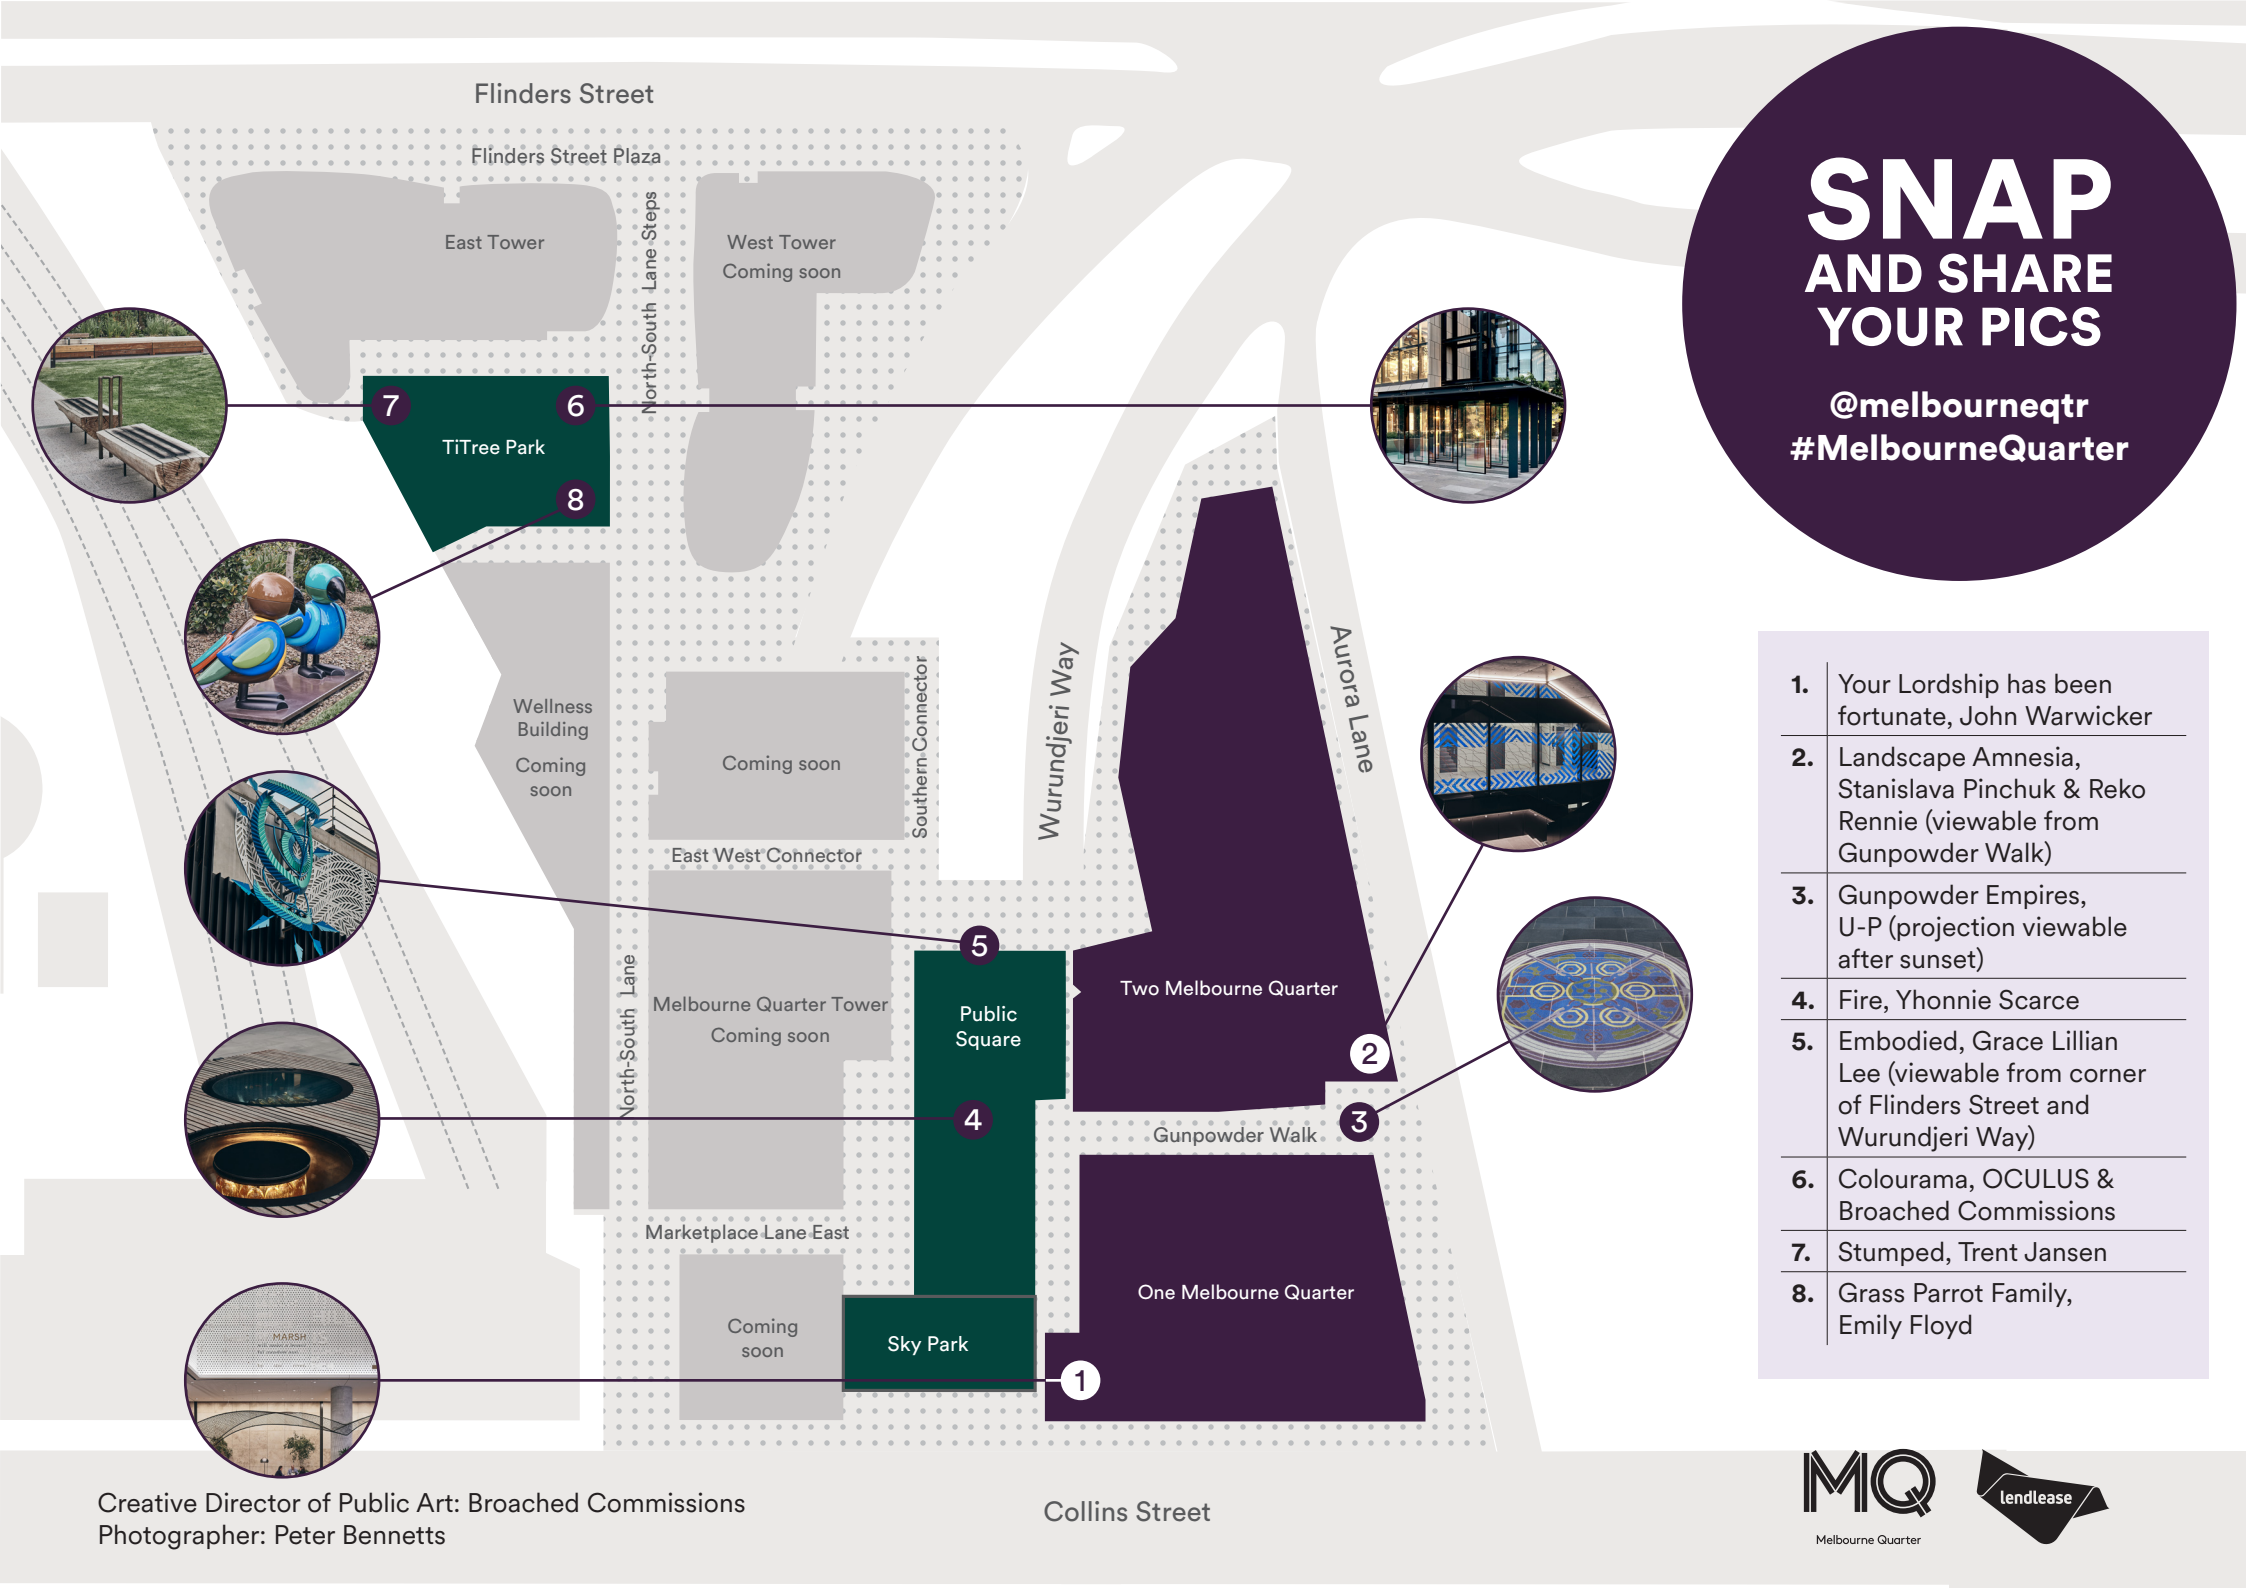 Flinders Street
Flinders Street Plaza
East Tower
North-South Lane Steps
West Tower
Coming soon
7
6
TiTree Park
8
Wellness
Building
Coming
soon
Coming soon
Southern Connector
Wurundjeri Way
Aurora Lane
East West Connector
North-South Lane
Melbourne Quarter Tower
Coming soon
5
Public
Square
4
Two Melbourne Quarter
2
3
Gunpowder Walk
Marketplace Lane East
Coming
soon
Sky Park
One Melbourne Quarter
1
MARSH
Collins Street
SNAP
AND SHARE
YOUR PICS
@melbourneqtr
#MelbourneQuarter
1. Your Lordship has been
fortunate, John Warwicker
2. Landscape Amnesia,
Stanislava Pinchuk & Reko
Rennie (viewable from
Gunpowder Walk)
3. Gunpowder Empires,
U-P (projection viewable
after sunset)
4. Fire, Yhonnie Scarce
5. Embodied, Grace Lillian
Lee (viewable from corner
of Flinders Street and
Wurundjeri Way)
6. Colourama, OCULUS &
Broached Commissions
7. Stumped, Trent Jansen
8. Grass Parrot Family,
Emily Floyd
Creative Director of Public Art: Broached Commissions
Photographer: Peter Bennetts
MQ
Melbourne Quarter
lendlease